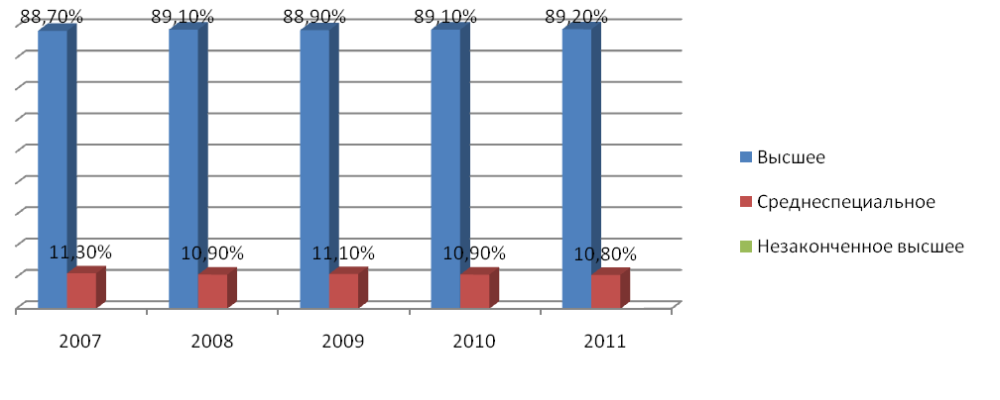 88,70% 89,10% 88,90% 89,10% 89,20%
11,30% 10,90% 11,10% 10,90% 10,80%
2007 2008 2009 2010 2011
Высшее
Среднеспециальное
Незаконченное высшее